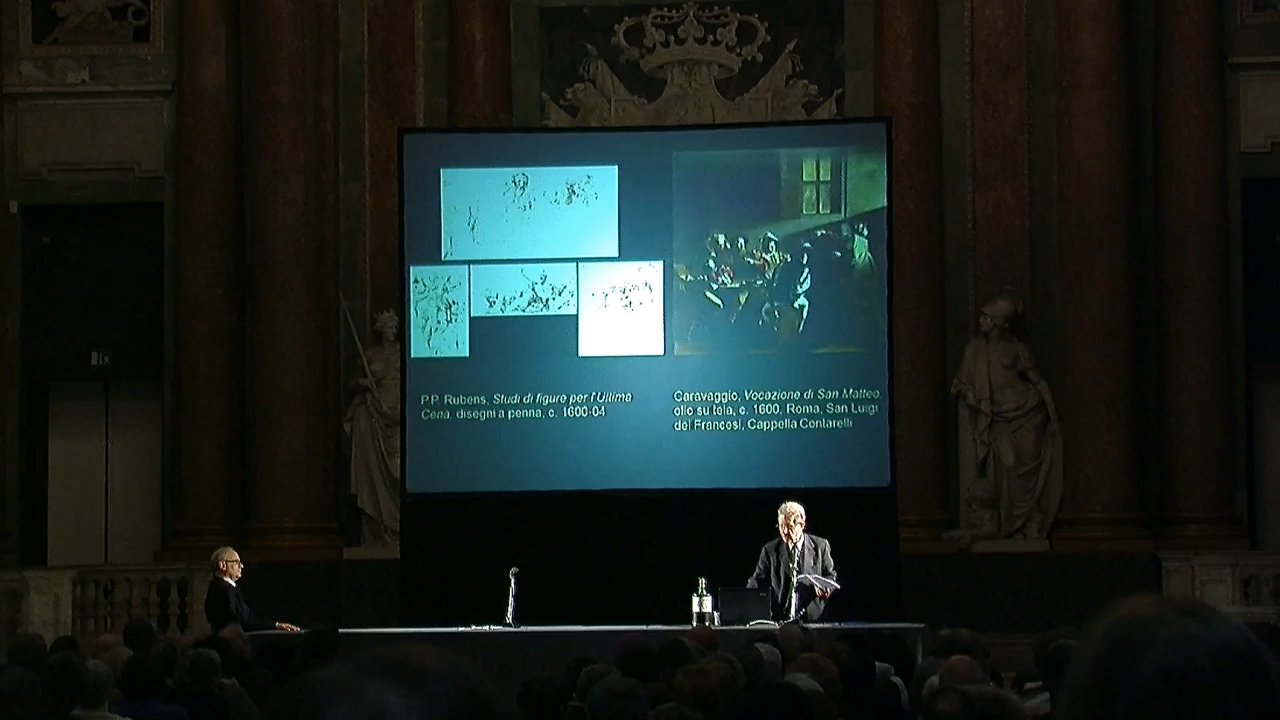 P.P. Rubens, Studi di figure per l'Ultima
Cena, disegni a penna, c. 1600-04
Caravaggio, Vocazione di San Matteo,
olio su tela, c. 1600, Roma, San Luigi
dei Francesi, Cappella Contarelli